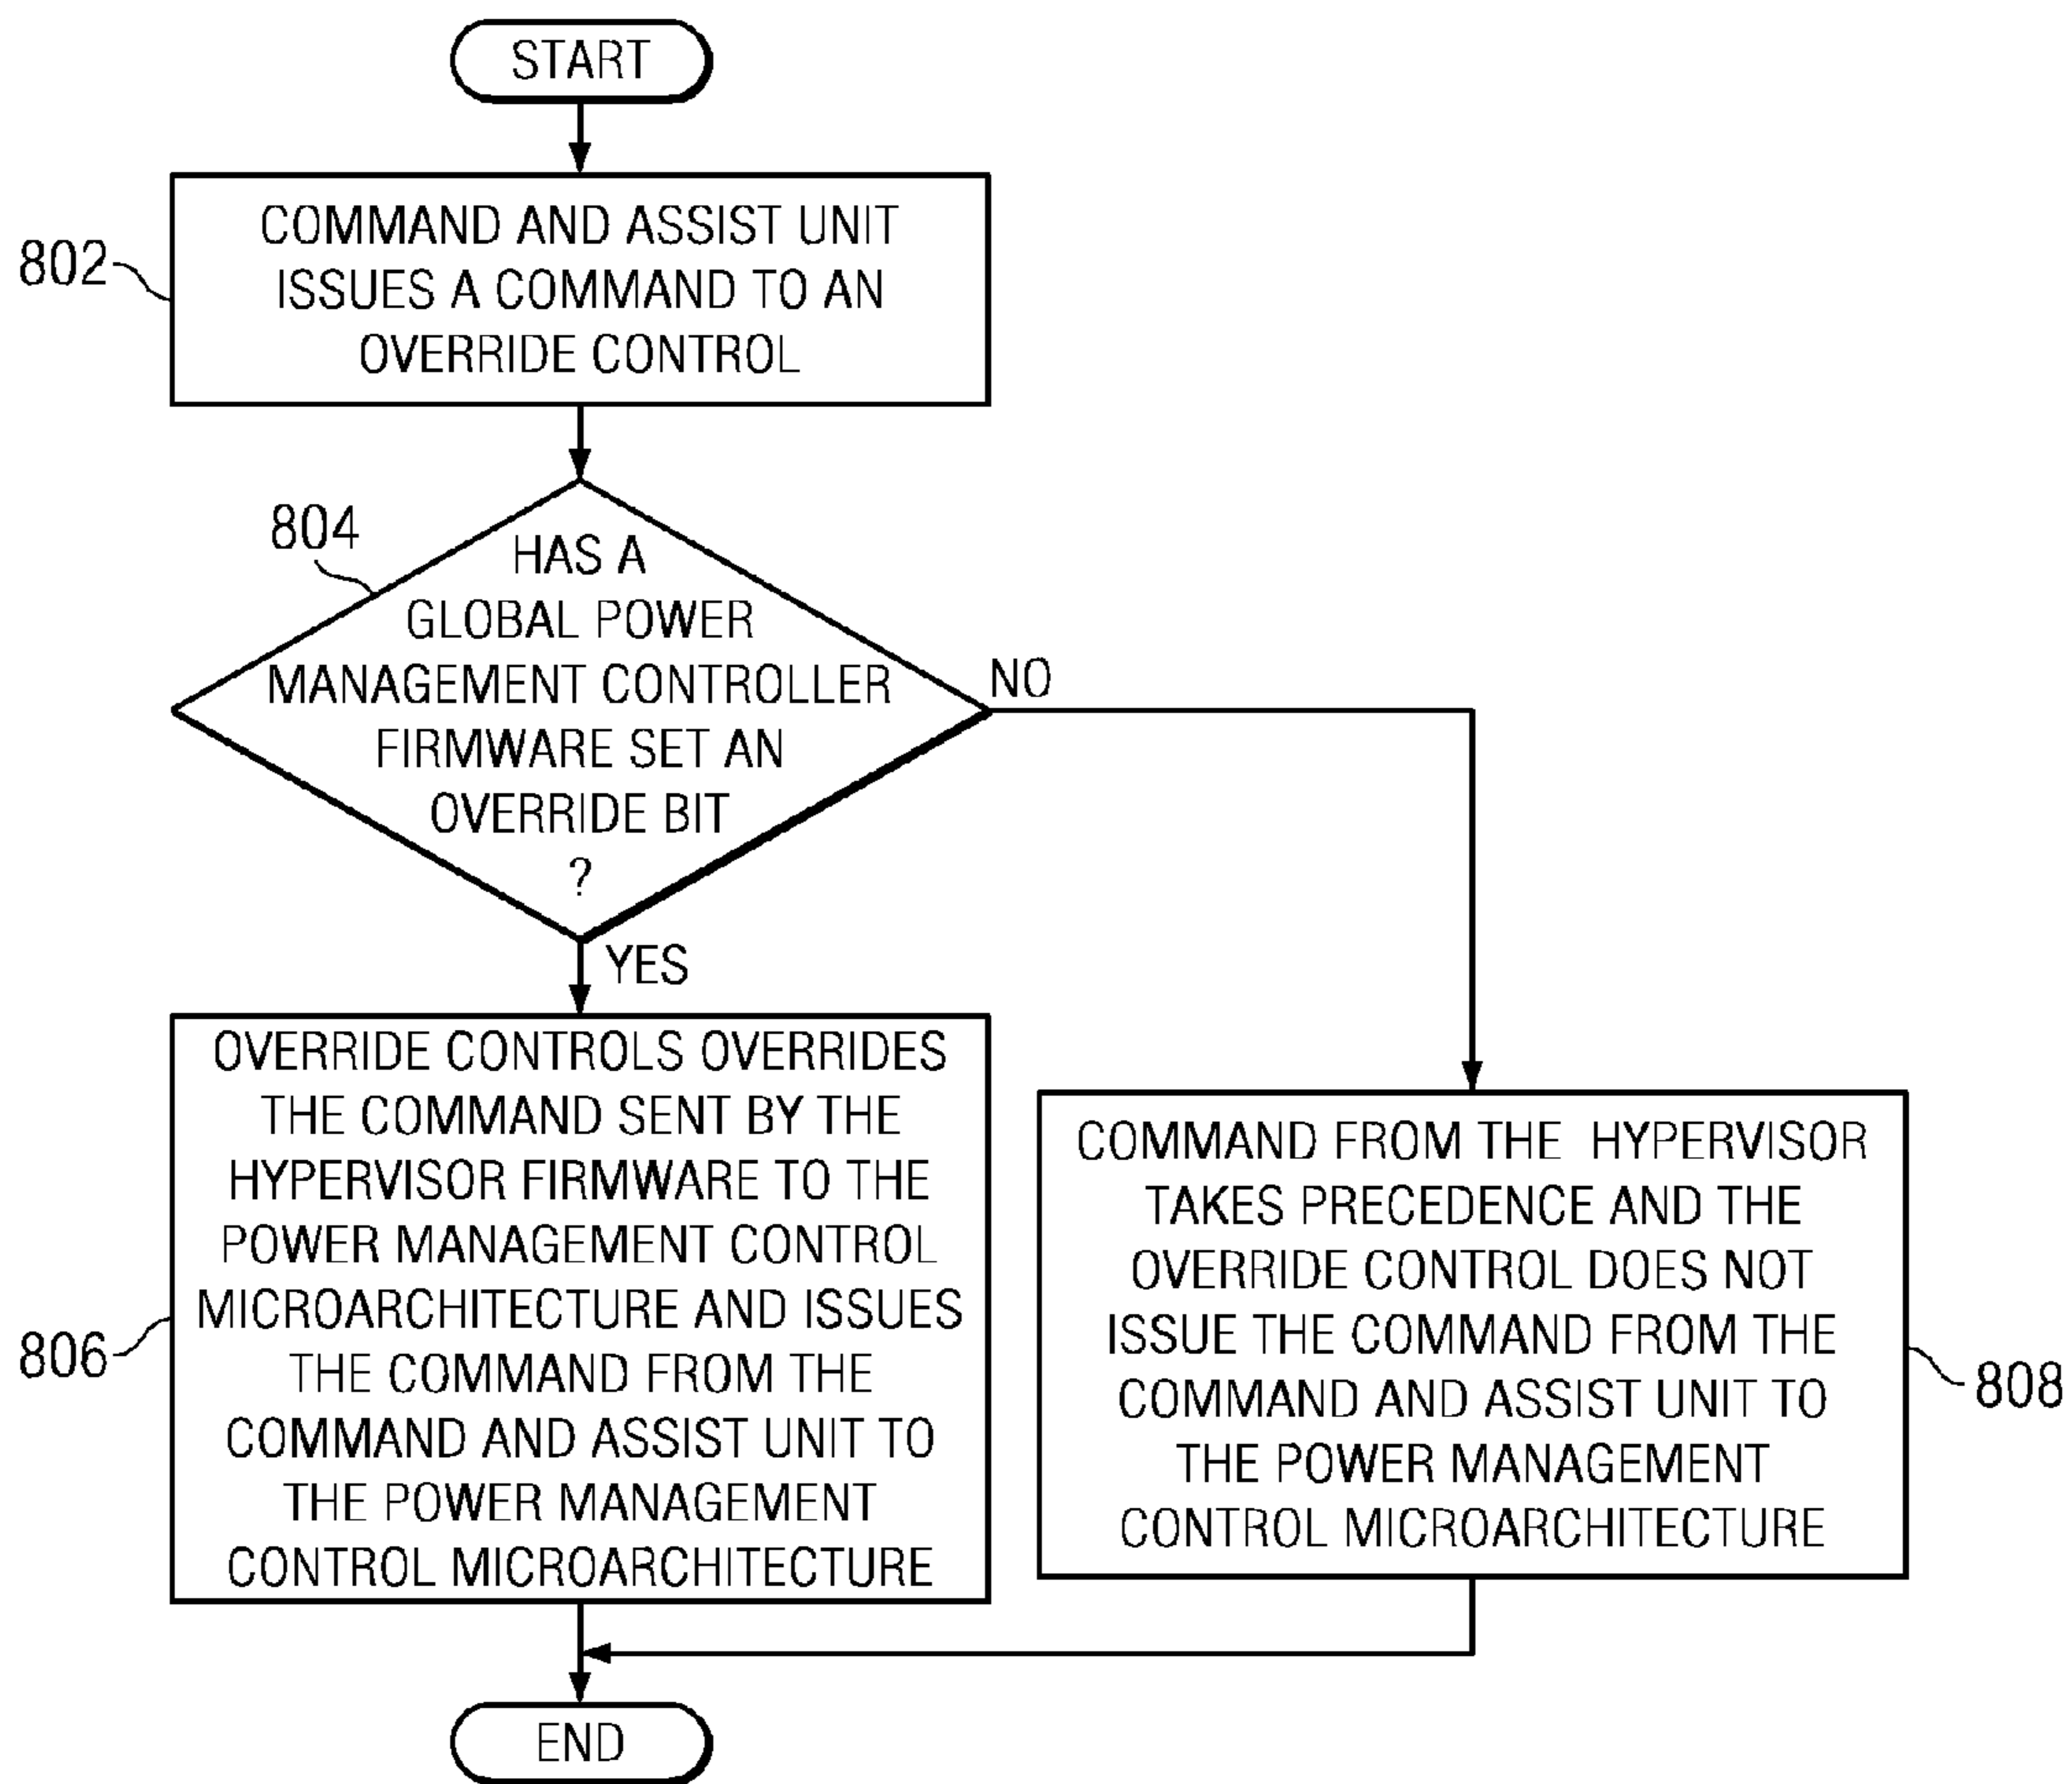 START
802
COMMAND AND ASSIST UNIT
ISSUES A COMMAND TO AN
OVERRIDE CONTROL
804
HAS A
GLOBAL POWER
MANAGEMENT CONTROLLER
FIRMWARE SET AN
OVERRIDE BIT
?
NO
YES
806
OVERRIDE CONTROLS OVERRIDES
THE COMMAND SENT BY THE
HYPERVISOR FIRMWARE TO THE
POWER MANAGEMENT CONTROL
MICROARCHITECTURE AND ISSUES
THE COMMAND FROM THE
COMMAND AND ASSIST UNIT TO
THE POWER MANAGEMENT
CONTROL MICROARCHITECTURE
COMMAND FROM THE HYPERVISOR
TAKES PRECEDENCE AND THE
OVERRIDE CONTROL DOES NOT
ISSUE THE COMMAND FROM THE
COMMAND AND ASSIST UNIT TO
THE POWER MANAGEMENT
CONTROL MICROARCHITECTURE
808
END